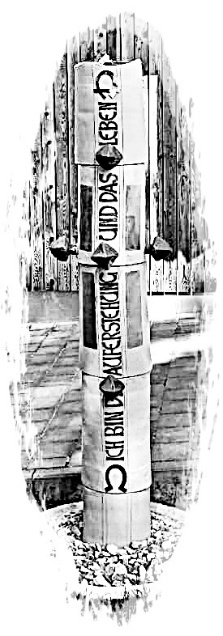 Ω ICH BIN AUFERSTEHUNG UND DAS LEBEN